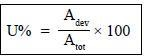 U% = A_dev / A_tot × 100